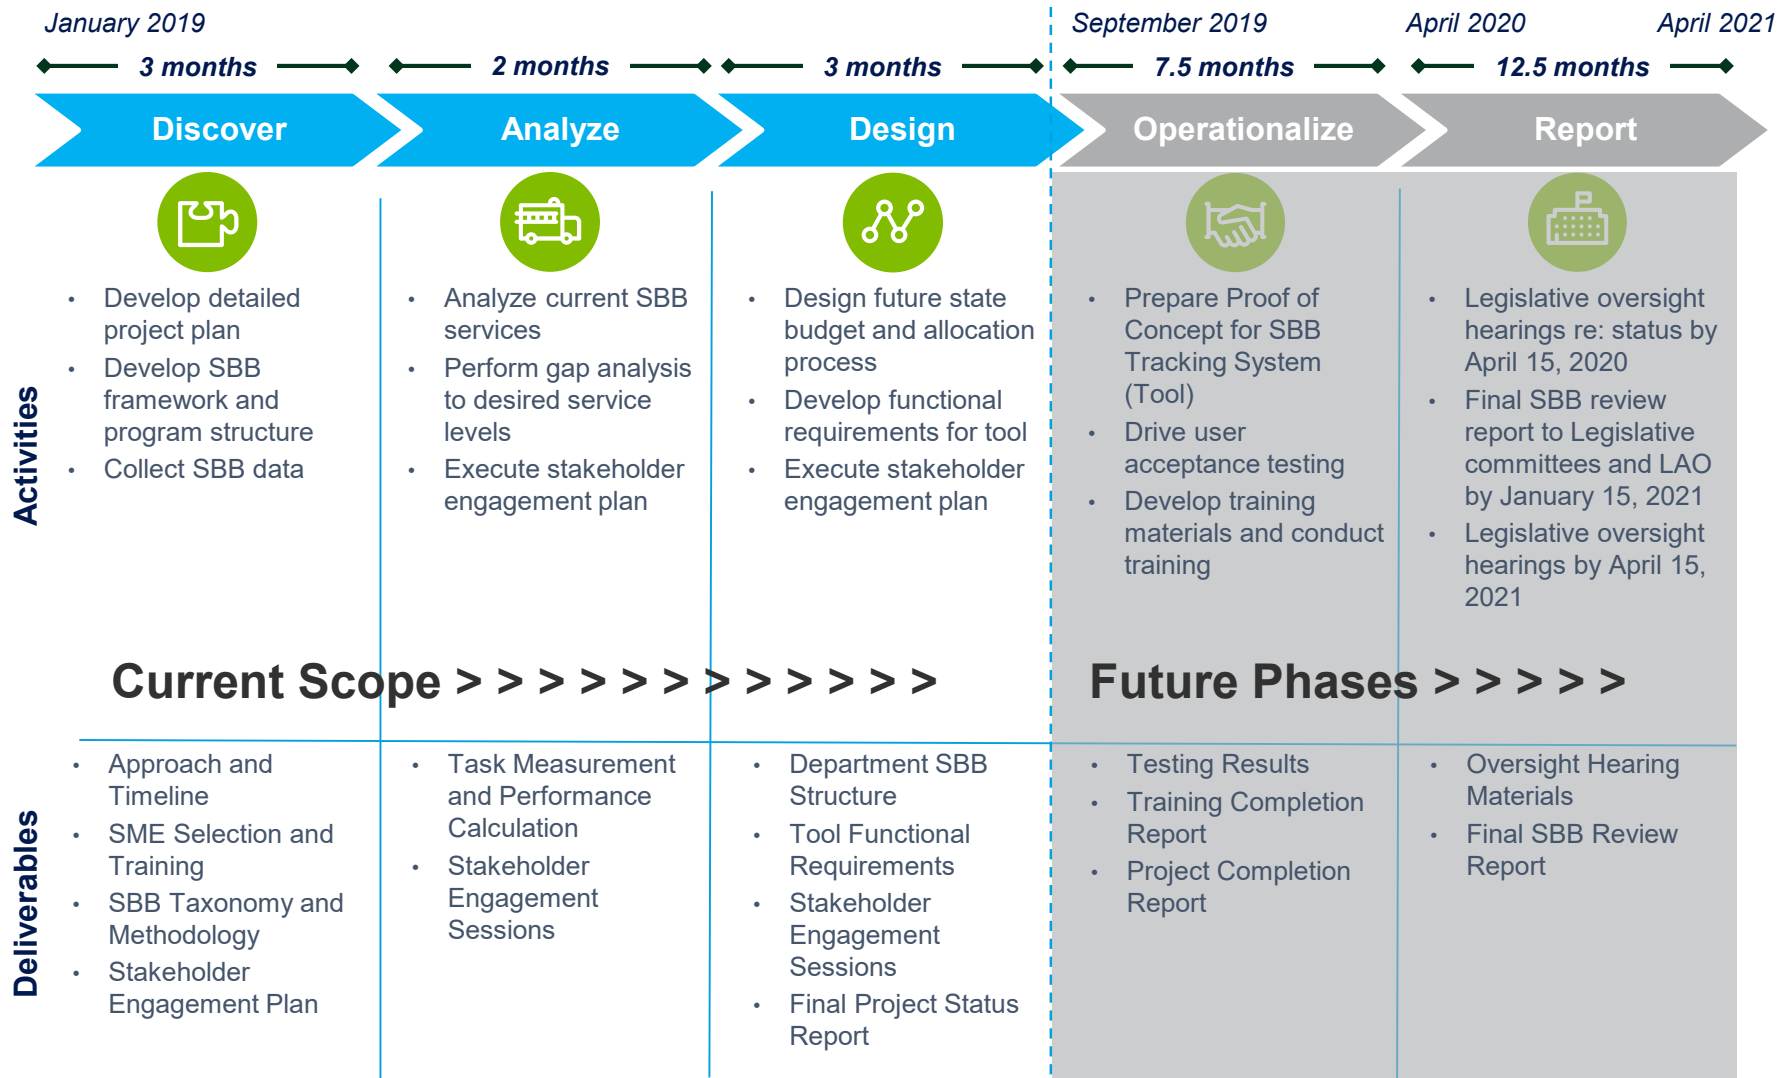 January 2019
September 2019
April 2020
April 2021
3 months
2 months
3 months
7.5 months
12.5 months
Discover
Analyze
Design
Operationalize
Report
Activities
• Develop detailed
project plan
• Develop SBB
framework and
program structure
• Collect SBB data
• Analyze current SBB
services
• Perform gap analysis
to desired service
levels
• Execute stakeholder
engagement plan
• Design future state
budget and allocation
process
• Develop functional
requirements for tool
• Execute stakeholder
engagement plan
• Prepare Proof of
Concept for SBB
Tracking System
(Tool)
• Drive user
acceptance testing
• Develop training
materials and conduct
training
• Legislative oversight
hearings re: status by
April 15, 2020
• Final SBB review
report to Legislative
committees and LAO
by January 15, 2021
• Legislative oversight
hearings by April 15,
2021
Current Scope > > > > > > > > > > > >
Future Phases > > > > >
Deliverables
• Approach and
Timeline
• SME Selection and
Training
• SBB Taxonomy and
Methodology
• Stakeholder
Engagement Plan
• Task Measurement
and Performance
Calculation
• Stakeholder
Engagement
Sessions
• Department SBB
Structure
• Tool Functional
Requirements
• Stakeholder
Engagement
Sessions
• Final Project Status
Report
• Testing Results
• Training Completion
Report
• Project Completion
Report
• Oversight Hearing
Materials
• Final SBB Review
Report